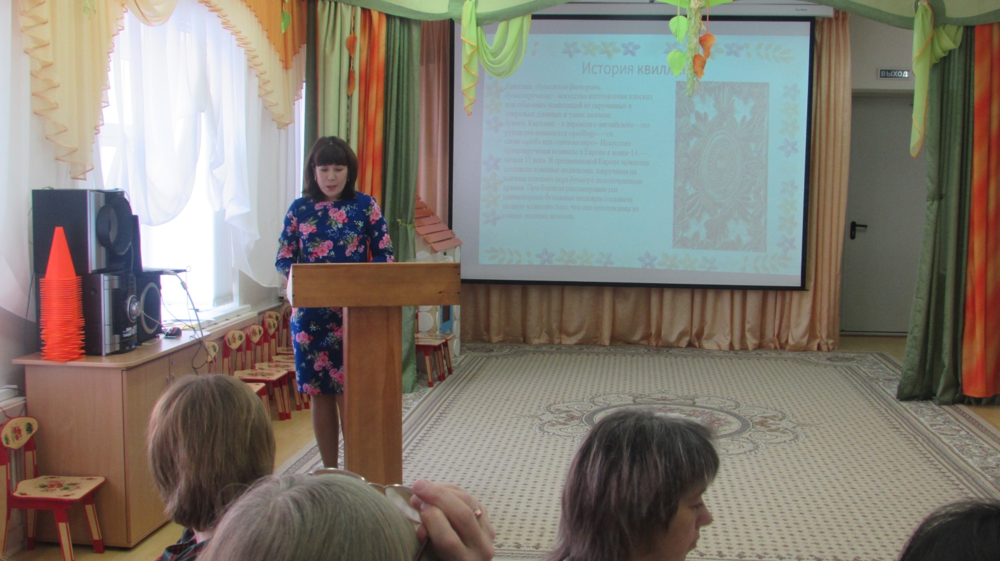 История квилл
Квиллинг
бумагокручение - искусство изготовления плоских
или объемных композиций из скрученных в
спиральки длинных и узких полосок
бумаги. Квиллинг - в переводе с английского – это
рукоделие называется «quilling» — от
слова «quill» или «птичье перо». Искусство
бумагокручения возникло в Европе в конце 14 —
начале 15 века. В средневековой Европе монахини
создавали изящные медальоны, закручивая на
кончике птичьего пера бумагу с позолоченными
краями. При близком рассмотрении эти
миниатюрные бумажные шедевры создавали
полную иллюзию того, что они изготовлены из
тонких золотых полосок.
ВЫХОД